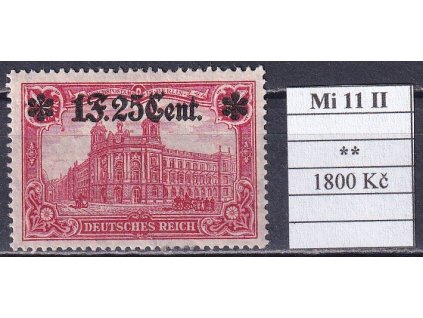 1F.25Cent.
DEUTSCHES REICH
Mi 11 II
**
1800 Kč